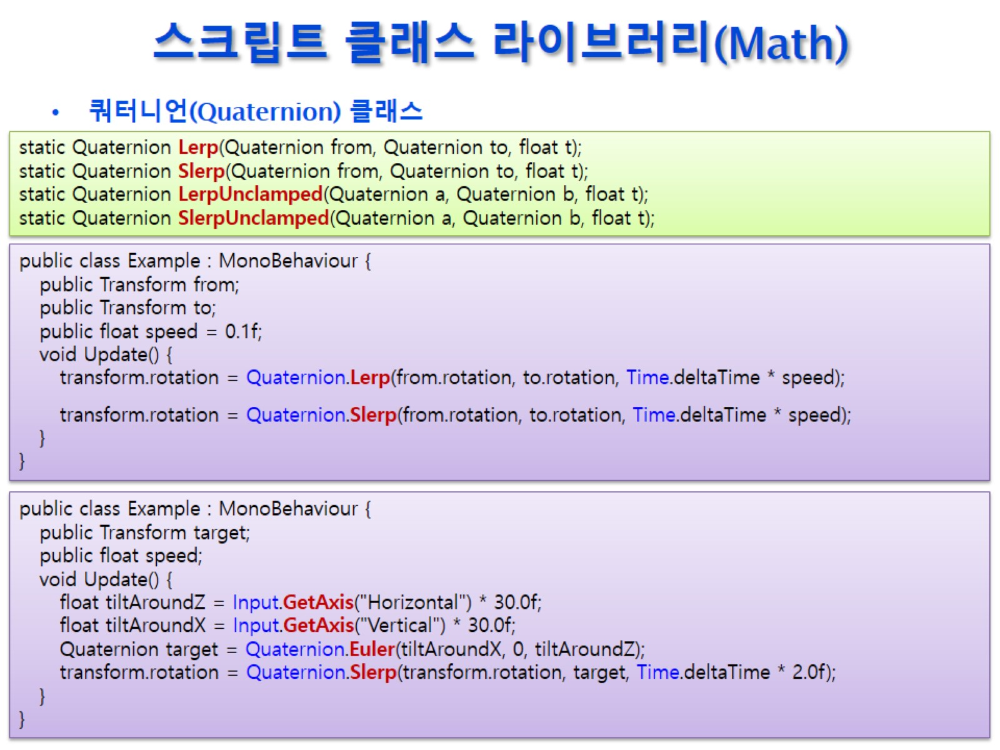 스크립트 클래스 라이브러리(Math)
• 쿼터니언(Quaternion) 클래스
static Quaternion Lerp(Quaternion from, Quaternion to, float t);
static Quaternion Slerp(Quaternion from, Quaternion to, float t);
static Quaternion LerpUnclamped(Quaternion a, Quaternion b, float t);
static Quaternion SlerpUnclamped(Quaternion a, Quaternion b, float t);
public class Example : MonoBehaviour {
public Transform from;
public Transform to;
public float speed = 0.1f;
void Update() {
transform.rotation = Quaternion.Lerp(from.rotation, to.rotation, Time.deltaTime * speed);
transform.rotation = Quaternion.Slerp(from.rotation, to.rotation, Time.deltaTime * speed);
}
}
public class Example : MonoBehaviour {
public Transform target;
public float speed;
void Update() {
float tiltAroundZ = Input.GetAxis("Horizontal") * 30.0f;
float tiltAroundX = Input.GetAxis("Vertical") * 30.0f;
Quaternion target = Quaternion.Euler(tiltAroundX, 0, tiltAroundZ);
transform.rotation = Quaternion.Slerp(transform.rotation, target, Time.deltaTime * 2.0f);
}
}